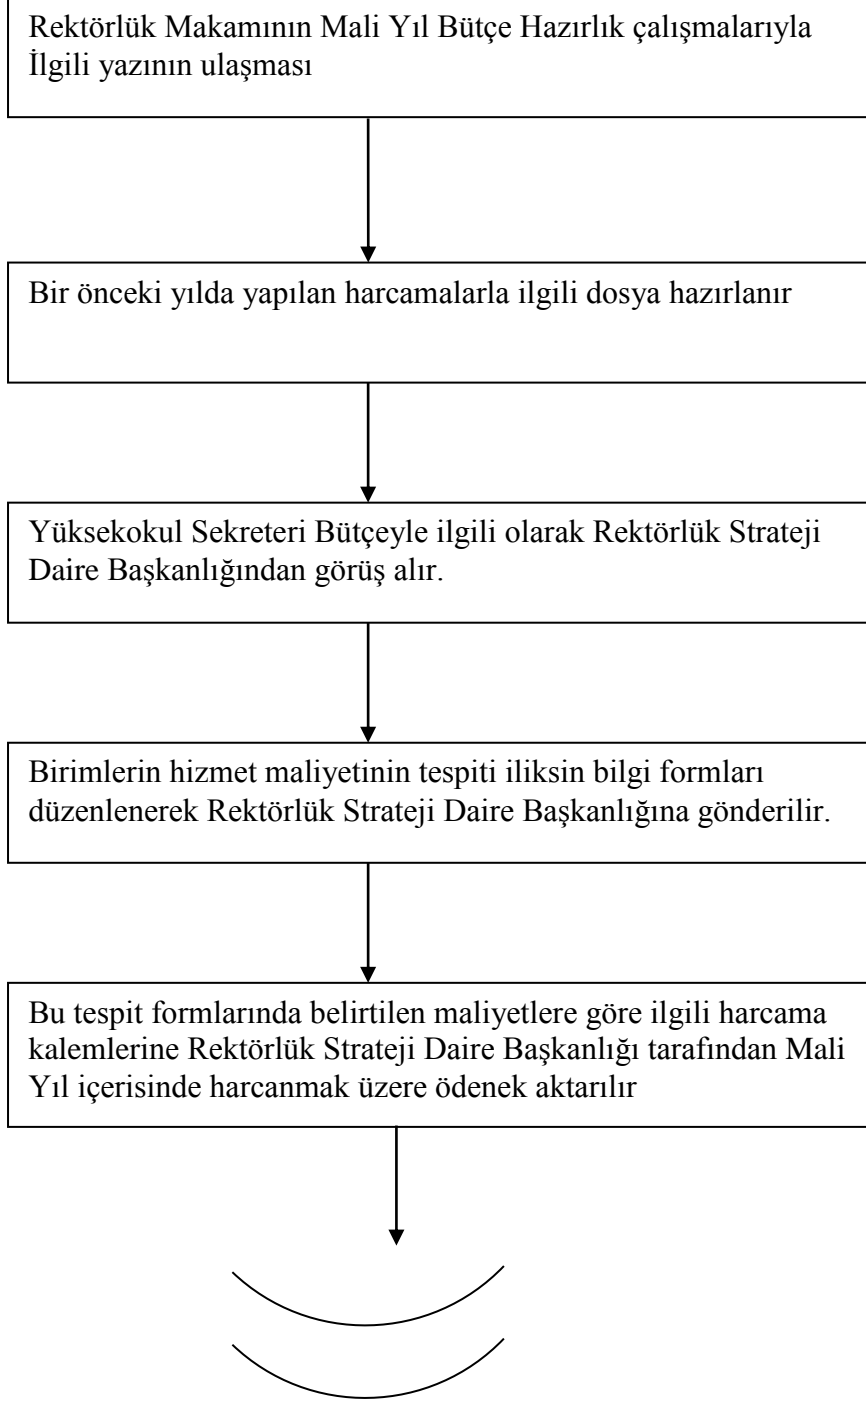 Rektörlük Makamının Mali Yıl Bütçe Hazırlık çalışmalarıyla
İlgili yazının ulaşması
Bir önceki yılda yapılan harcamalarla ilgili dosya hazırlanır
Yüksekokul Sekreteri Bütçeyle ilgili olarak Rektörlük Strateji
Daire Başkanlığından görüş alır.
Birimlerin hizmet maliyetinin tespiti iliksin bilgi formları
düzenlenerek Rektörlük Strateji Daire Başkanlığına gönderilir.
Bu tespit formlarında belirtilen maliyetlere göre ilgili harcama
kalemlerine Rektörlük Strateji Daire Başkanlığı tarafından Mali
Yıl içerisinde harcanmak üzere ödenek aktarılır